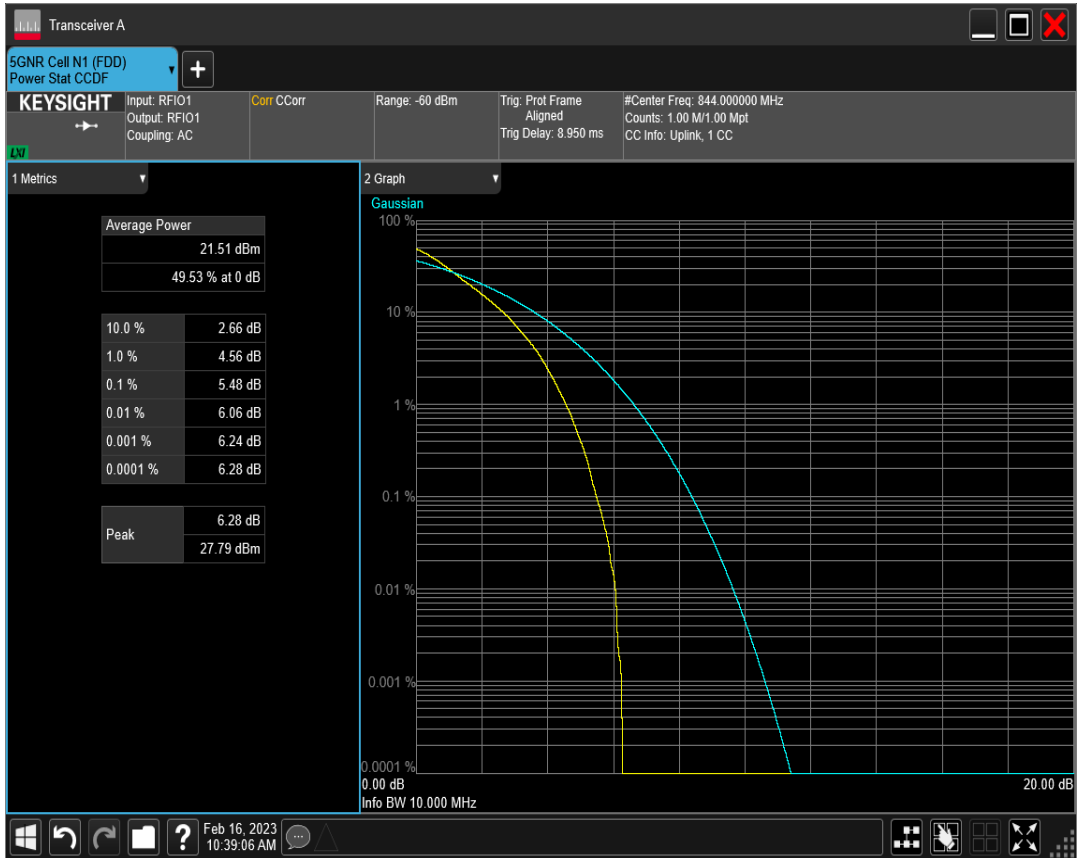 Transceiver A
5GNR Cell N1 (FDD)
Power Stat CCDF
+
KEYSIGHT
LXI
Input: RFIO1
Output: RFIO1
Coupling: AC
Corr CCorr
Range: -60 dBm
Trig: Prot Frame
Aligned
Trig Delay: 8.950 ms
#Center Freq: 844.000000 MHz
Counts: 1.00 M/1.00 Mpt
CC Info: Uplink, 1 CC
1 Metrics
Average Power
21.51 dBm
49.53 % at 0 dB
10.0 % 2.66 dB
1.0 % 4.56 dB
0.1 % 5.48 dB
0.01 % 6.06 dB
0.001 % 6.24 dB
0.0001 % 6.28 dB
Peak
6.28 dB
27.79 dBm
2 Graph
Gaussian
100 %
10 %
1 %
0.1 %
0.01 %
0.001 %
0.0001 %
0.00 dB 20.00 dB
Info BW 10.000 MHz
?
Feb 16, 2023
10:39:06 AM